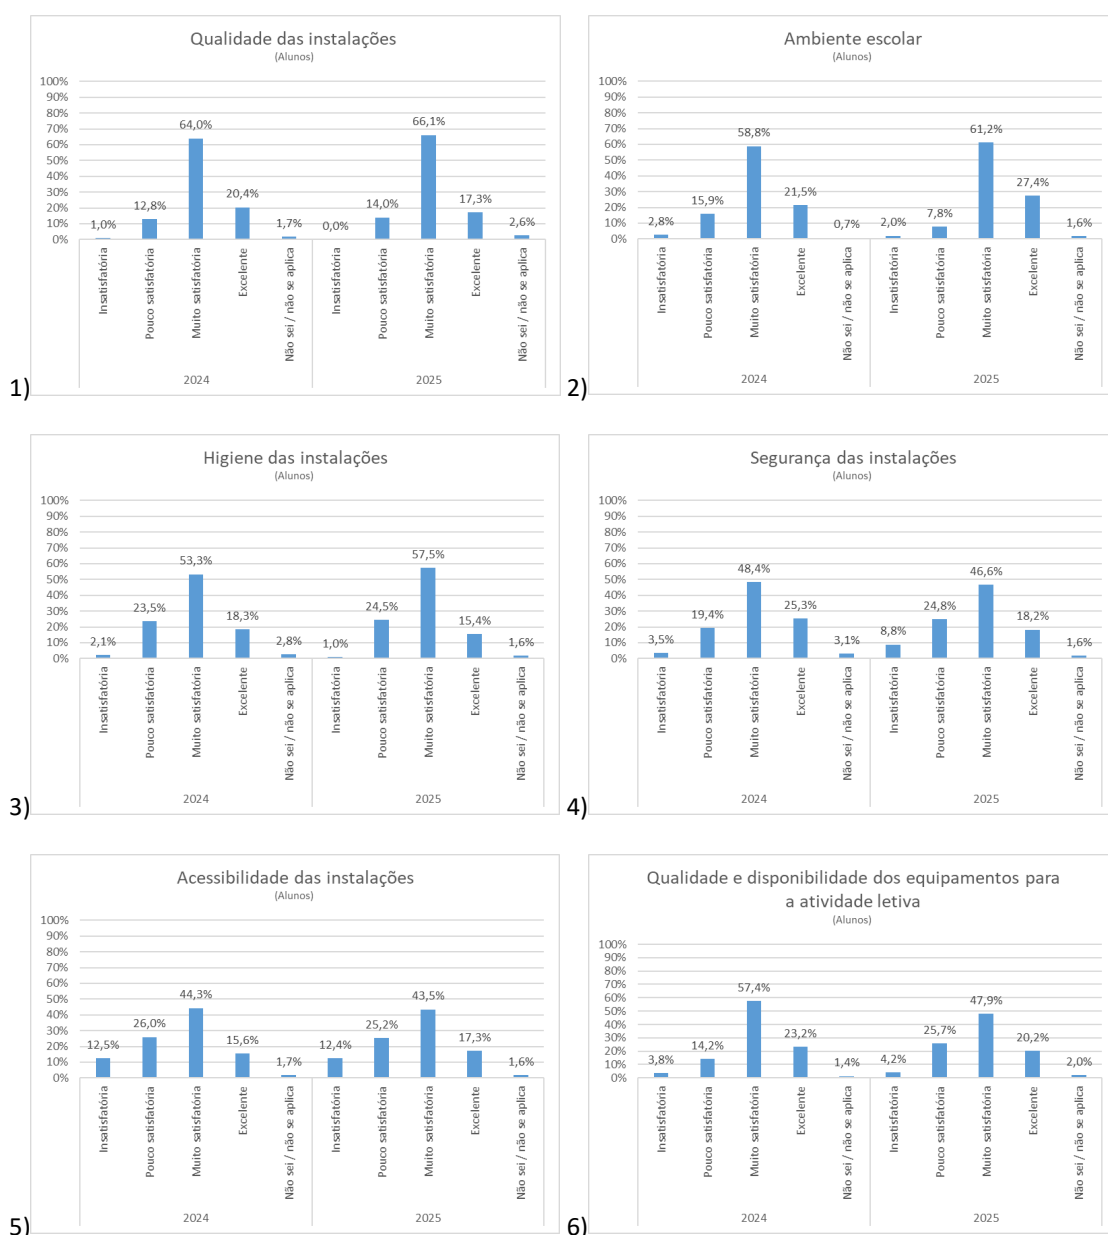 Qualidade das instalações
(Alunos)
100%
90%
80%
70%
60%
50%
40%
30%
20%
10%
0%
1,0%
12,8%
64,0%
20,4%
1,7%
0,0%
14,0%
66,1%
17,3%
2,6%
Insatisfatória
Pouco satisfatória
Muito satisfatória
Excelente
Não sei / não se aplica
Insatisfatória
Pouco satisfatória
Muito satisfatória
Excelente
Não sei / não se aplica
2024
2025
1)
Ambiente escolar
(Alunos)
100%
90%
80%
70%
60%
50%
40%
30%
20%
10%
0%
2,8%
15,9%
58,8%
21,5%
0,7%
2,0%
7,8%
61,2%
27,4%
1,6%
Insatisfatória
Pouco satisfatória
Muito satisfatória
Excelente
Não sei / não se aplica
Insatisfatória
Pouco satisfatória
Muito satisfatória
Excelente
Não sei / não se aplica
2024
2025
2)
Higiene das instalações
(Alunos)
100%
90%
80%
70%
60%
50%
40%
30%
20%
10%
0%
2,1%
23,5%
53,3%
18,3%
2,8%
1,0%
24,5%
57,5%
15,4%
1,6%
Insatisfatória
Pouco satisfatória
Muito satisfatória
Excelente
Não sei / não se aplica
Insatisfatória
Pouco satisfatória
Muito satisfatória
Excelente
Não sei / não se aplica
2024
2025
3)
Segurança das instalações
(Alunos)
100%
90%
80%
70%
60%
50%
40%
30%
20%
10%
0%
3,5%
19,4%
48,4%
25,3%
3,1%
8,8%
24,8%
46,6%
18,2%
1,6%
Insatisfatória
Pouco satisfatória
Muito satisfatória
Excelente
Não sei / não se aplica
Insatisfatória
Pouco satisfatória
Muito satisfatória
Excelente
Não sei / não se aplica
2024
2025
4)
Acessibilidade das instalações
(Alunos)
100%
90%
80%
70%
60%
50%
40%
30%
20%
10%
0%
12,5%
26,0%
44,3%
15,6%
1,7%
12,4%
25,2%
43,5%
17,3%
1,6%
Insatisfatória
Pouco satisfatória
Muito satisfatória
Excelente
Não sei / não se aplica
Insatisfatória
Pouco satisfatória
Muito satisfatória
Excelente
Não sei / não se aplica
2024
2025
5)
Qualidade e disponibilidade dos equipamentos para
a atividade letiva
(Alunos)
100%
90%
80%
70%
60%
50%
40%
30%
20%
10%
0%
3,8%
14,2%
57,4%
23,2%
1,4%
4,2%
25,7%
47,9%
20,2%
2,0%
Insatisfatória
Pouco satisfatória
Muito satisfatória
Excelente
Não sei / não se aplica
Insatisfatória
Pouco satisfatória
Muito satisfatória
Excelente
Não sei / não se aplica
2024
2025
6)